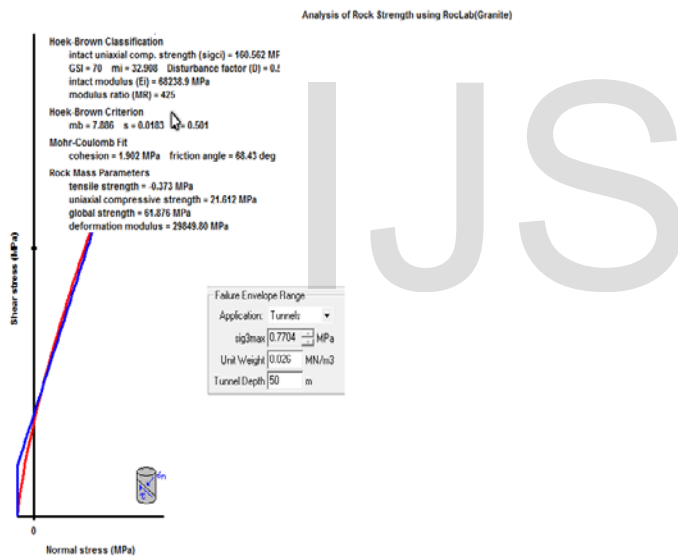 Analysis of Rock Strength using RocLab(Granite)
Hoek-Brown Classification
intact uniaxial comp. strength (sigci) = 160.562 MP
GSI = 70 mi = 32.908 Disturbance factor (D) = 0.5
intact modulus (Ei) = 68238.9 MPa
modulus ratio (MR) = 425
Hoek-Brown Criterion
mb = 7.886 s = 0.0183 = 0.501
Mohr-Coulomb Fit
cohesion = 1.902 MPa friction angle = 68.43 deg
Rock Mass Parameters
tensile strength = -0.373 MPa
uniaxial compressive strength = 21.612 MPa
global strength = 61.876 MPa
deformation modulus = 29849.80 MPa
Shear stress (MPa)
IJS
Failure Envelope Range
Application: Tunnels
sig3max 0.7704 MPa
Unit Weight 0.026 MN/m3
Tunnel Depth 50 m
0
Normal stress (MPa)